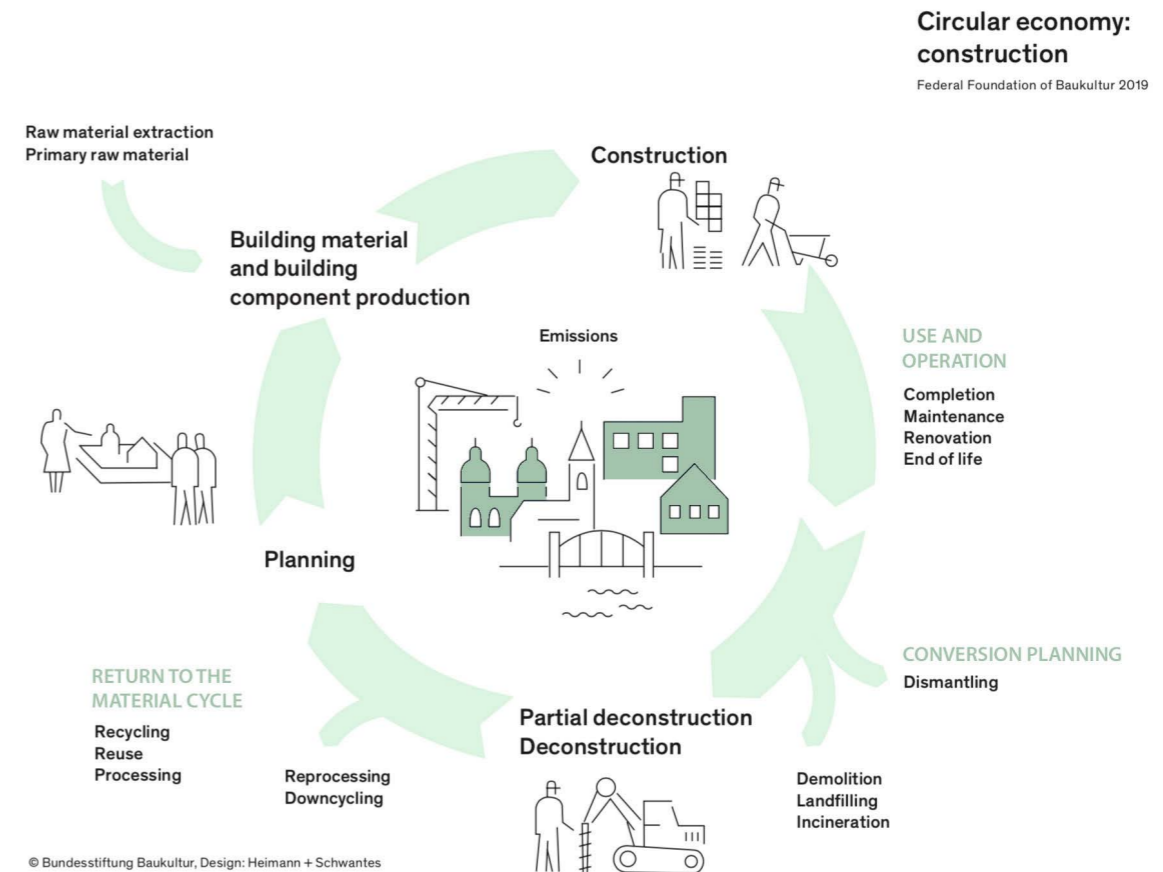 Circular economy:
construction
Federal Foundation of Baukultur 2019
Raw material extraction
Primary raw material
Construction
Building material
and building
component production
Emissions
USE AND
OPERATION
Completion
Maintenance
Renovation
End of life
Planning
CONVERSION PLANNING
Dismantling
RETURN TO THE
MATERIAL CYCLE
Recycling
Reuse
Processing
Reprocessing
Downcycling
Partial deconstruction
Deconstruction
Demolition
Landfilling
Incineration
© Bundesstiftung Baukultur, Design: Heimann + Schwantes